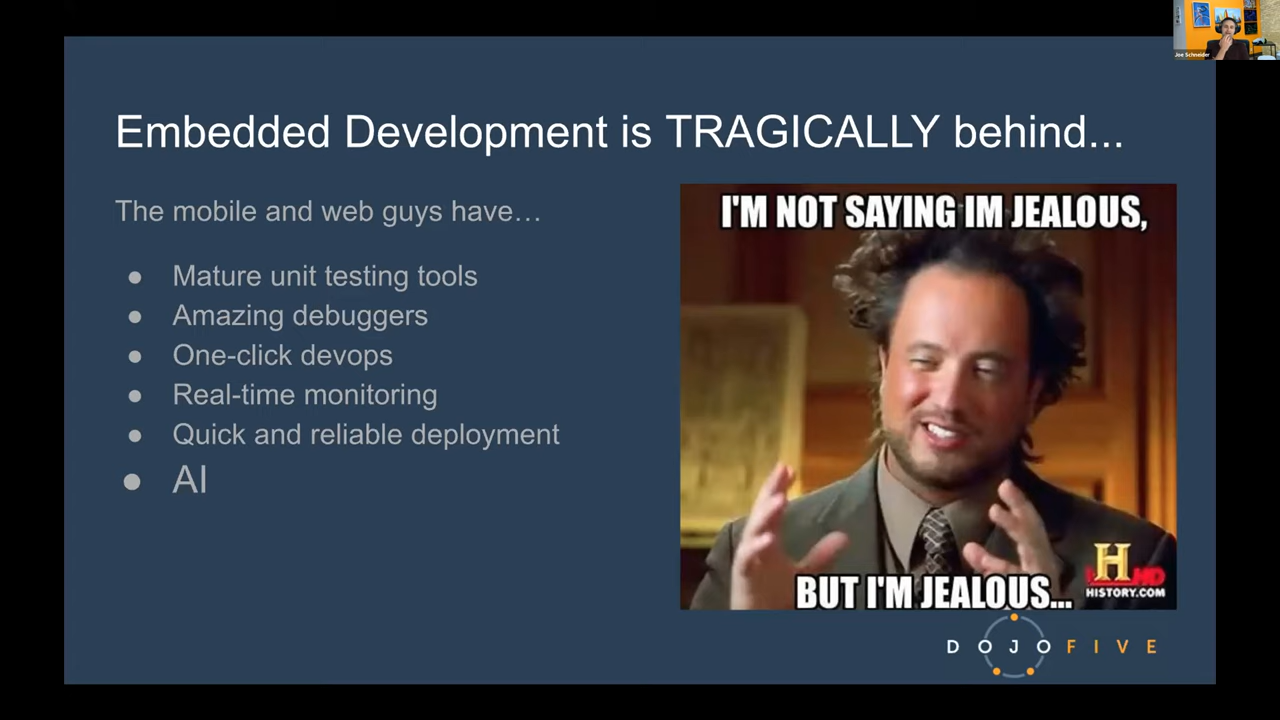 Joe Schneider
Embedded Development is TRAGICALLY behind...
The mobile and web guys have…
● Mature unit testing tools
● Amazing debuggers
● One-click devops
● Real-time monitoring
● Quick and reliable deployment
● AI
I'M NOT SAYING IM JEALOUS,
BUT I'M JEALOUS...
H HD
HISTORY.COM
DOJOFIVE